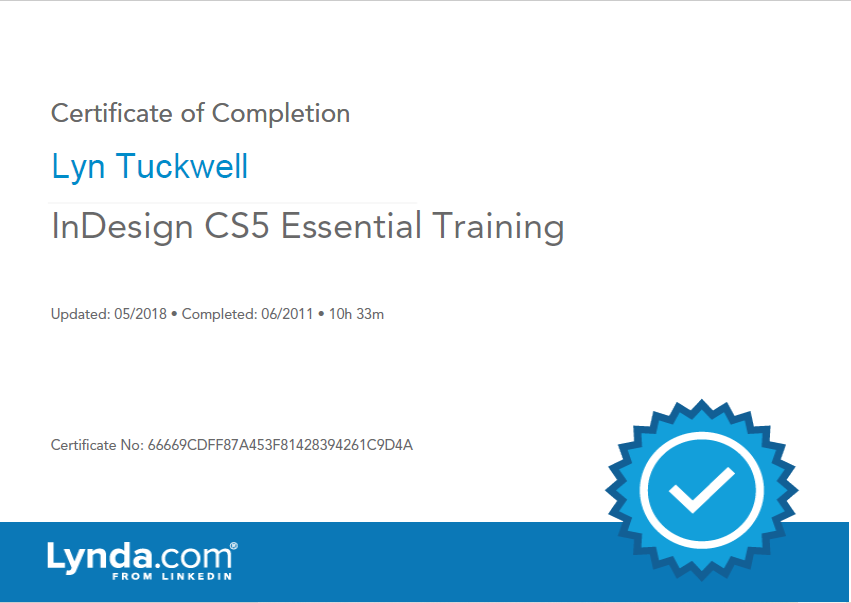 Certificate of Completion
Lyn Tuckwell
InDesign CS5 Essential Training
Updated: 05/2018 • Completed: 06/2011 • 10h 33m
Certificate No: 66669CDFF87A453F81428394261C9D4A
Lynda.com®
FROM LINKEDIN